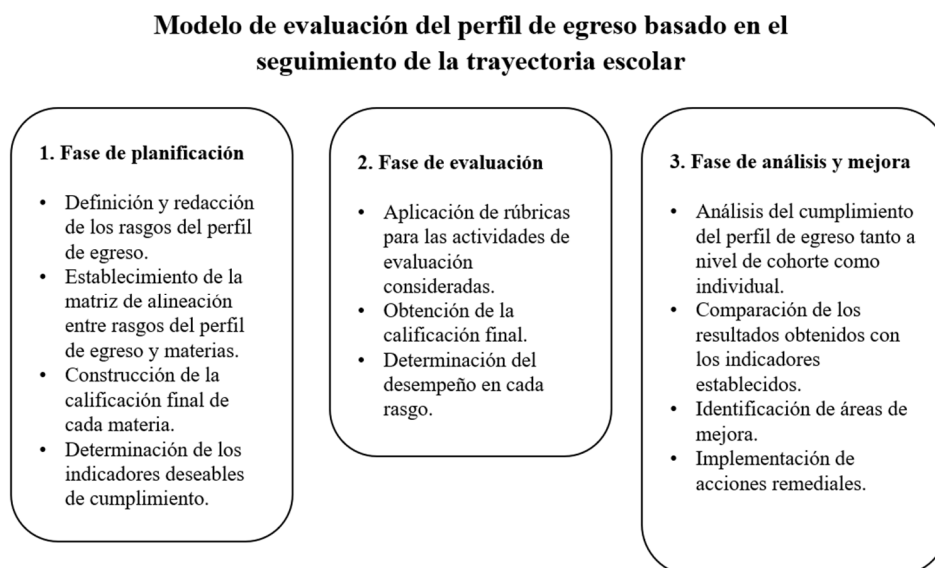 Modelo de evaluación del perfil de egreso basado en el
seguimiento de la trayectoria escolar
1. Fase de planificación
• Definición y redacción
de los rasgos del perfil
de egreso.
• Establecimiento de la
matriz de alineación
entre rasgos del perfil
de egreso y materias.
• Construcción de la
calificación final de
cada materia.
• Determinación de los
indicadores deseables
de cumplimiento.
2. Fase de evaluación
• Aplicación de rúbricas
para las actividades de
evaluación
consideradas.
• Obtención de la
calificación final.
• Determinación del
desempeño en cada
rasgo.
3. Fase de análisis y mejora
• Análisis del cumplimiento
del perfil de egreso tanto a
nivel de cohorte como
individual.
• Comparación de los
resultados obtenidos con
los indicadores
establecidos.
• Identificación de áreas de
mejora.
• Implementación de
acciones remediales.